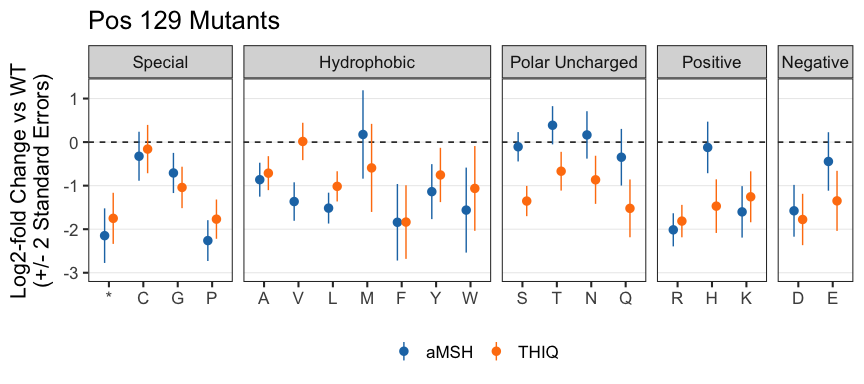 Pos 129 Mutants
Special Hydrophobic Polar Uncharged Positive Negative
Log2-fold Change vs WT
(+/- 2 Standard Errors)
1
0
-1
-2
-3
* C G P A V L M F Y W S T N Q R H K D E
aMSH THIQ